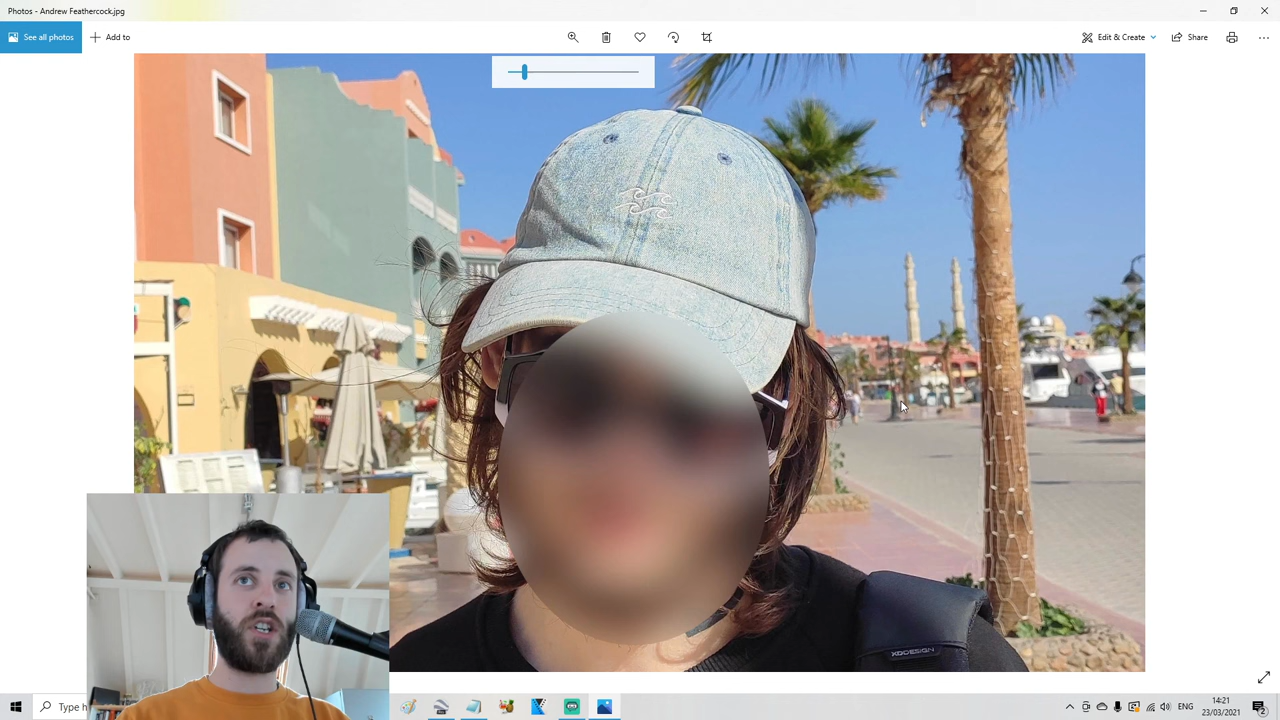 Photos - Andrew Feathercock.jpg
See all photos
Add to
Edit & Create
Share
XDDESIGN
Type h
ENG
14:21
23/03/2021